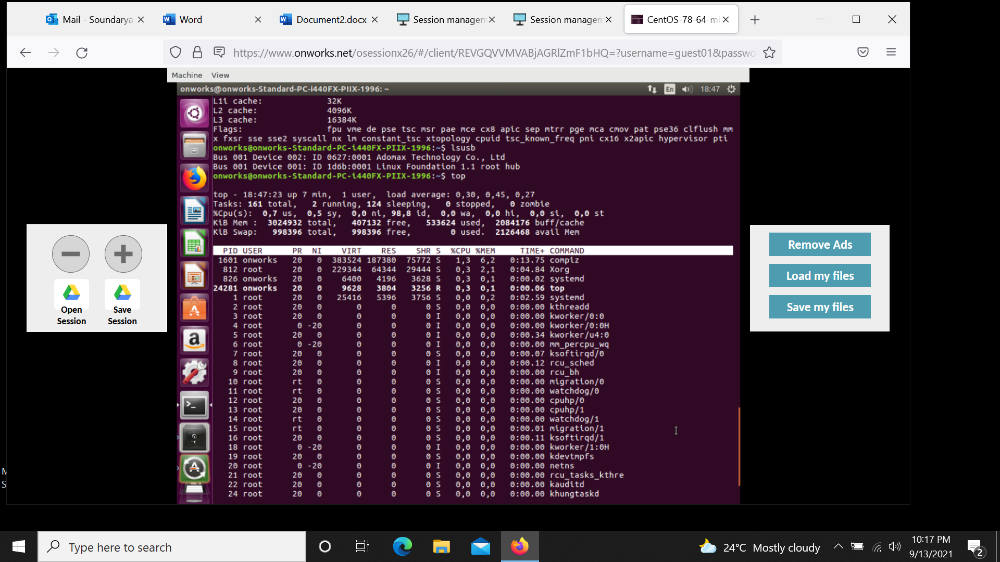 Mail - Soundarya
Word
Document2.docx
Session managem
Session managem
CentOS-78-64-mi
https://www.onworks.net/osessionx26/#/client/REVGQVVMVABjAGRlZmF1bHQ=?username=guest01&passwo
Machine View
onworks@onworks-Standard-PC-i440FX-PIIX-1996: ~
En 18:47
L1i cache: 32K
L2 cache: 4096K
L3 cache: 16384K
Flags: fpu vme de pse tsc msr pae mce cx8 apic sep mtrr pge mca cmov pat pse36 clflush mm
x fxsr sse sse2 syscall nx lm constant_tsc xtopology cpuid tsc_known_freq pni cx16 x2apic hypervisor pti
onworks@onworks-Standard-PC-i440FX-PIIX-1996:~$ lsusb
Bus 001 Device 002: ID 0627:0001 Adomax Technology Co., Ltd
Bus 001 Device 001: ID 1d6b:0001 Linux Foundation 1.1 root hub
onworks@onworks-Standard-PC-i440FX-PIIX-1996:~$ top
top - 18:47:23 up 7 min, 1 user, load average: 0,30, 0,45, 0,27
Tasks: 161 total, 2 running, 124 sleeping, 0 stopped, 0 zombie
%Cpu(s): 0,7 us, 0,5 sy, 0,0 ni, 98,8 id, 0,0 wa, 0,0 hi, 0,0 si, 0,0 st
KiB Mem : 3024932 total, 407132 free, 533624 used, 2084176 buff/cache
KiB Swap: 998396 total, 998396 free, 0 used. 2126468 avail Mem
PID USER PR NI VIRT RES SHR S %CPU %MEM TIME+ COMMAND
1601 onworks 20 0 383524 187380 75772 S 1,3 6,2 0:13.75 compiz
812 root 20 0 229344 64344 29444 S 0,3 2,1 0:04.84 Xorg
826 onworks 20 0 6400 4196 3628 S 0,3 0,1 0:00.02 systemd
24281 onworks 20 0 9628 3804 3256 R 0,3 0,1 0:00.06 top
1 root 20 0 25416 5396 3756 S 0,0 0,2 0:02.59 systemd
2 root 20 0 0 0 0 S 0,0 0,0 0:00.00 kthreadd
3 root 20 0 0 0 0 I 0,0 0,0 0:00.00 kworker/0:0
4 root 0 -20 0 0 0 I 0,0 0,0 0:00.00 kworker/0:0H
5 root 20 0 0 0 0 I 0,0 0,0 0:00.34 kworker/u4:0
6 root 0 -20 0 0 0 I 0,0 0,0 0:00.00 mm_percpu_wq
7 root 20 0 0 0 0 S 0,0 0,0 0:00.07 ksoftirqd/0
8 root 20 0 0 0 0 I 0,0 0,0 0:00.12 rcu_sched
9 root 20 0 0 0 0 I 0,0 0,0 0:00.00 rcu_bh
10 root rt 0 0 0 0 S 0,0 0,0 0:00.00 migration/0
11 root rt 0 0 0 0 S 0,0 0,0 0:00.00 watchdog/0
12 root 20 0 0 0 0 S 0,0 0,0 0:00.00 cpuhp/0
13 root 20 0 0 0 0 S 0,0 0,0 0:00.00 cpuhp/1
14 root rt 0 0 0 0 S 0,0 0,0 0:00.00 watchdog/1
15 root rt 0 0 0 0 S 0,0 0,0 0:00.01 migration/1
16 root 20 0 0 0 0 S 0,0 0,0 0:00.11 ksoftirqd/1
18 root 0 -20 0 0 0 I 0,0 0,0 0:00.00 kworker/1:0H
19 root 20 0 0 0 0 S 0,0 0,0 0:00.00 kdevtmpfs
20 root 0 -20 0 0 0 I 0,0 0,0 0:00.00 netns
21 root 20 0 0 0 0 S 0,0 0,0 0:00.00 rcu_tasks_kthre
22 root 20 0 0 0 0 S 0,0 0,0 0:00.00 kauditd
24 root 20 0 0 0 0 S 0,0 0,0 0:00.00 khungtaskd
Open
Session
Save
Session
Remove Ads
Load my files
Save my files
S
Type here to search
24°C Mostly cloudy
10:17 PM
9/13/2021
2